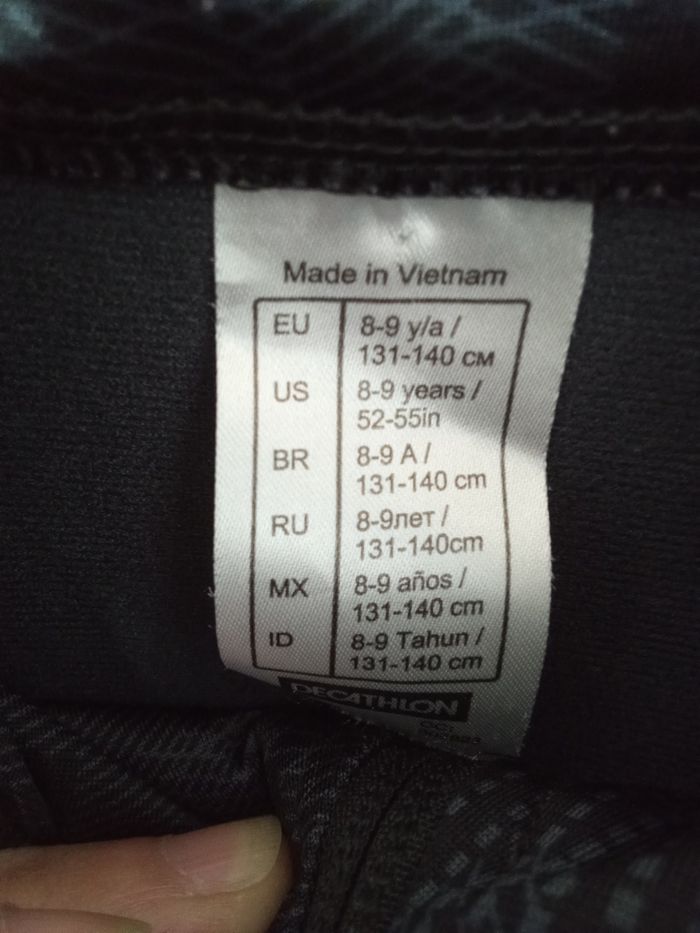 Made in Vietnam
EU 8-9 y/a /
131-140 см
US 8-9 years /
52-55in
BR 8-9 A /
131-140 cm
RU 8-9лет /
131-140cm
MX 8-9 años /
131-140 cm
ID 8-9 Tahun /
131-140 cm
DECATHLON